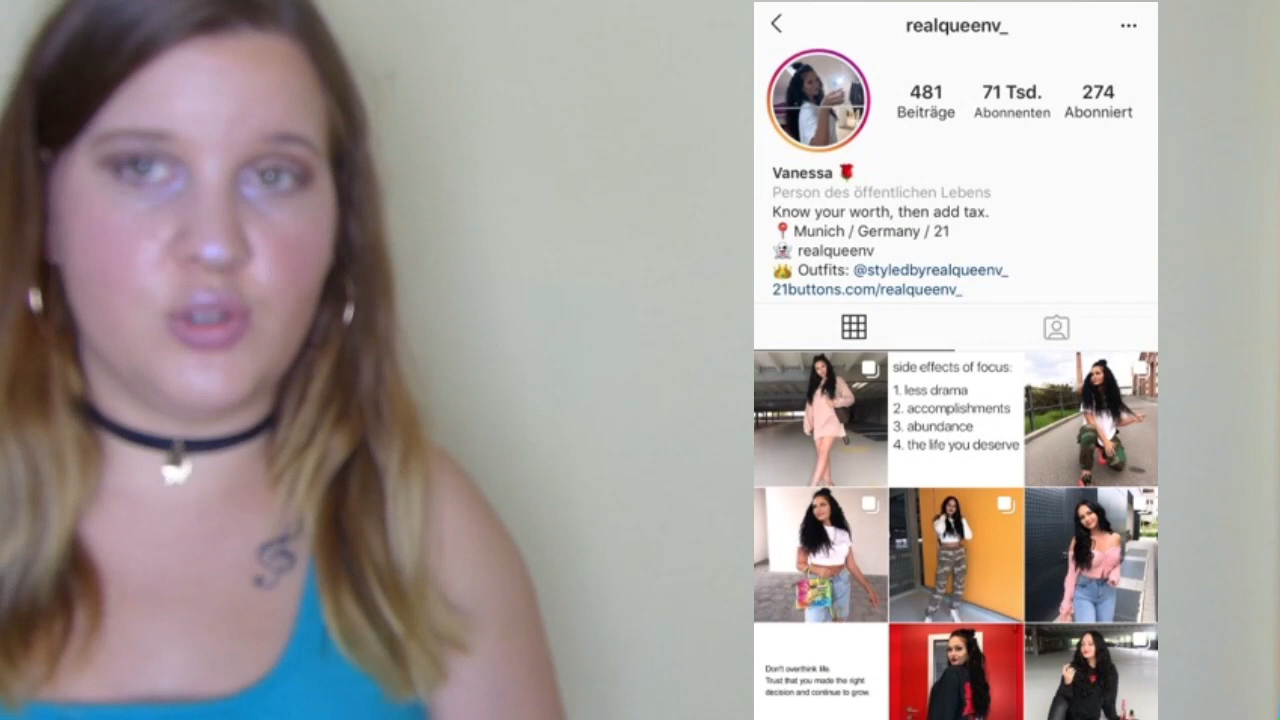 realqueenv_
481 71 Tsd. 274
Beiträge Abonnenten Abonniert
Vanessa 🌹
Person des öffentlichen Lebens
Know your worth, then add tax.
📍 Munich / Germany / 21
👻 realqueenv
👑 Outfits: @styledbyrealqueenv_
21buttons.com/realqueenv_
side effects of focus:
1. less drama
2. accomplishments
3. abundance
4. the life you deserve
Don't overthink life.
Trust that you made the right
decision and continue to grow.